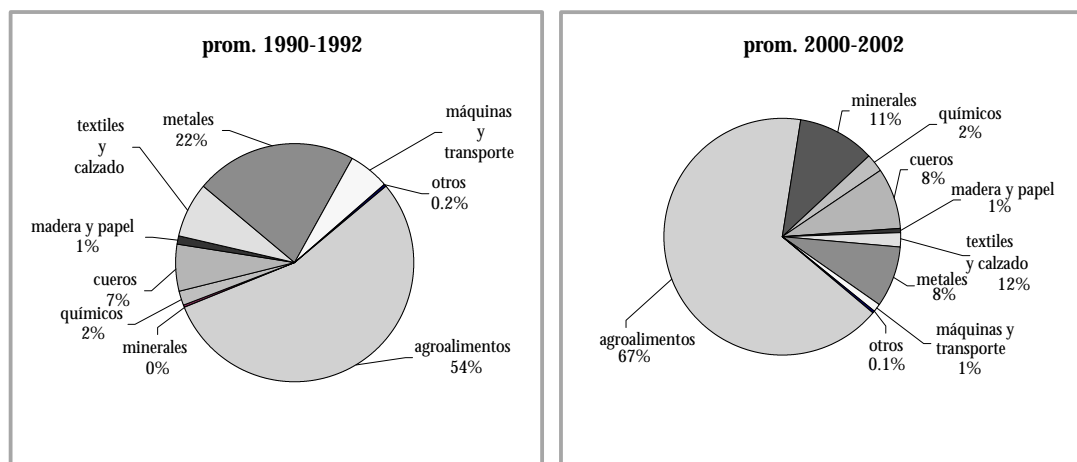 prom. 1990-1992
textiles
y
calzado
metales
22%
máquinas
y
transporte
otros
0.2%
madera y papel
1%
cueros
7%
químicos
2%
minerales
0%
agroalimentos
54%
prom. 2000-2002
minerales
11%
químicos
2%
cueros
8%
madera y papel
1%
textiles
y calzado
12%
metales
8%
máquinas y
transporte
1%
otros
0.1%
agroalimentos
67%